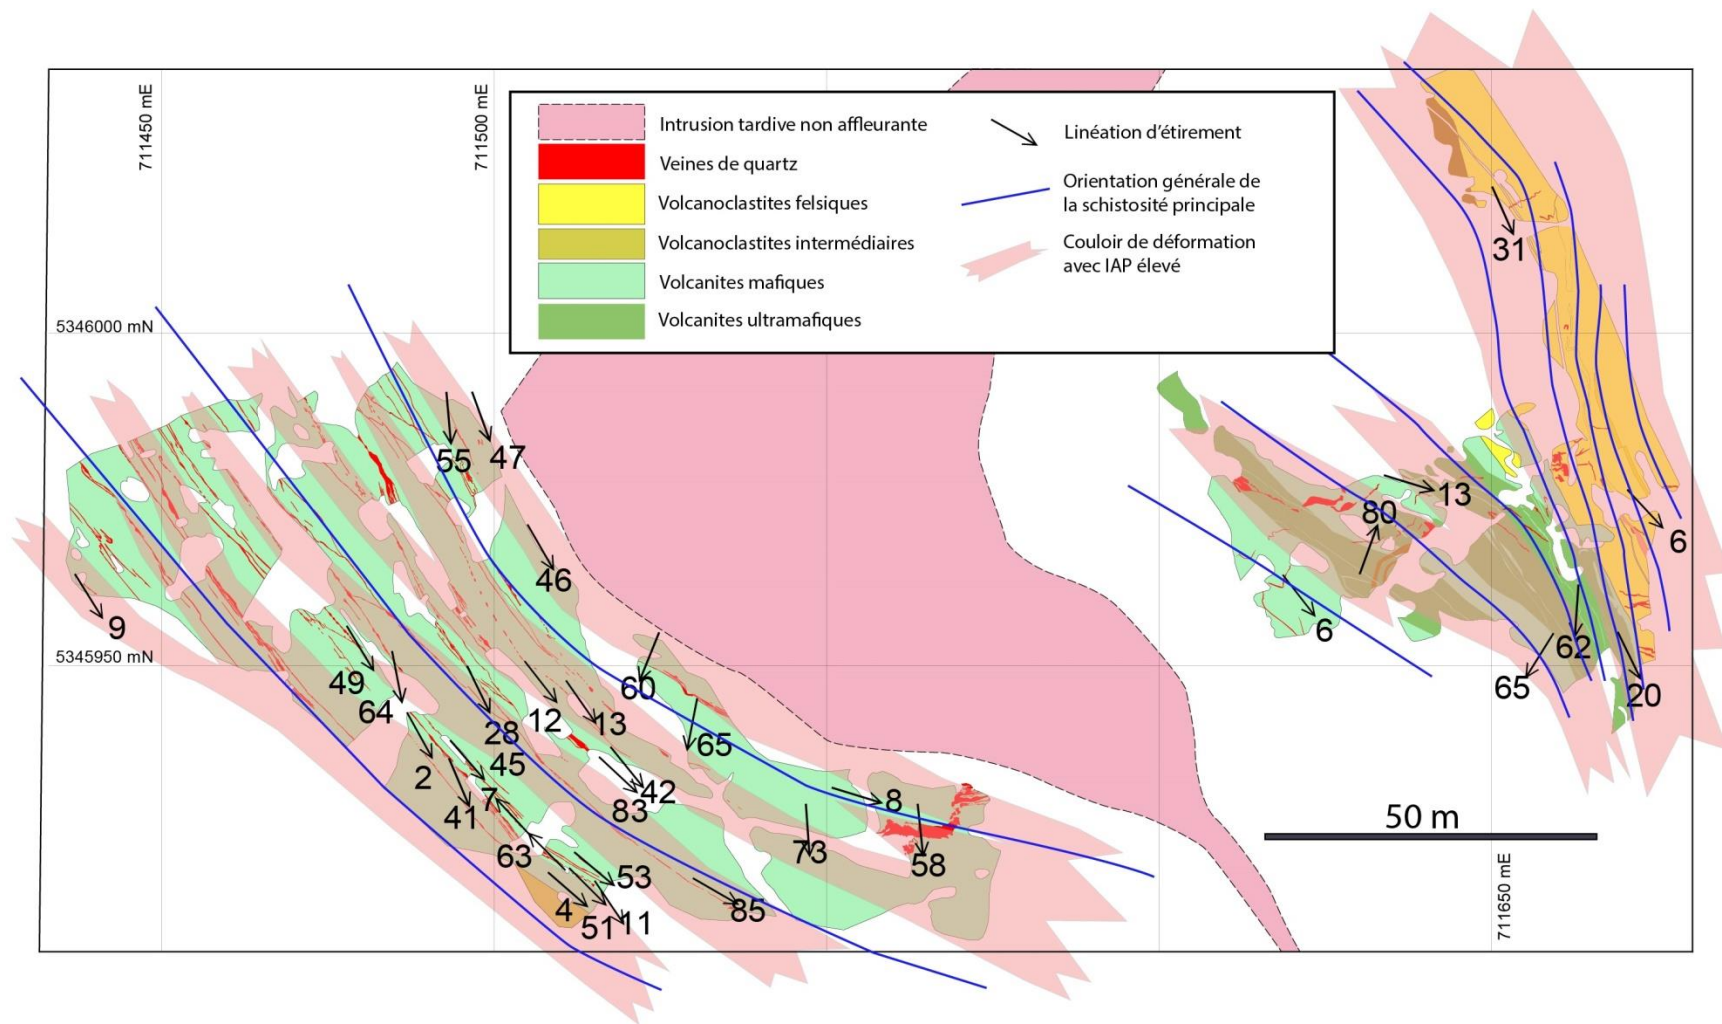 711450 mE
711500 mE
Intrusion tardive non affleurante
Veines de quartz
Volcanoclastites felsiques
Volcanoclastites intermédiaires
Volcanites mafiques
Volcanites ultramafiques
Linéation d'étirement
Orientation générale de
la schistosité principale
Couloir de déformation
avec IAP élevé
31
5346000 mN
55
47
13
80
6
46
9
6
62
5345950 mN
49
60
65
20
64
12
13
28
65
45
2
7
42
8
83
41
50 m
73
63
58
53
4
85
51
11
711650 mE